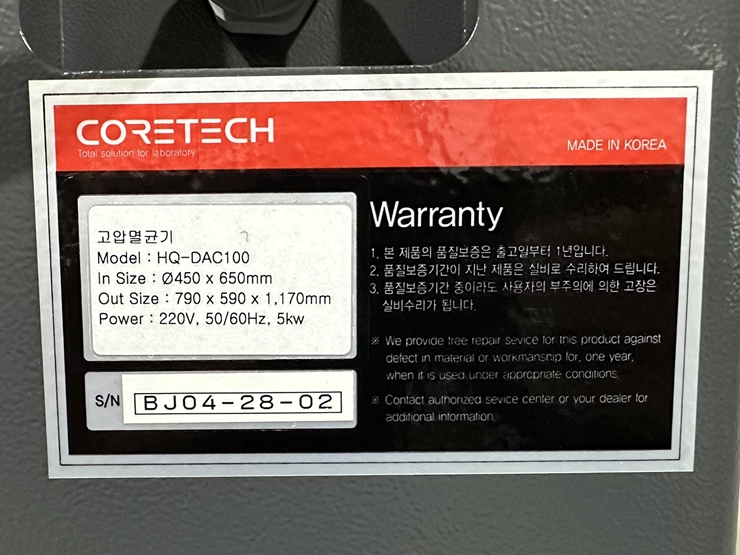 CORETECH
Total solution for laboratory
MADE IN KOREA
고압멸균기
Model : HQ-DAC100
In Size : Ø450 x 650mm
Out Size : 790 x 590 x 1,170mm
Power : 220V, 50/60Hz, 5kw
S/N BJ04-28-02
Warranty
1. 본 제품의 품질보증은 출고일부터 1년입니다.
2. 품질보증기간이 지난 제품은 실비로 수리하여 드립니다.
3. 품질보증기간 중이라도 사용자의 부주의에 의한 고장은
실비수리가 됩니다.
※ We provide free repair sevice for this product against
defect in material or workmanship for, one year,
when it is used under appropriate conditions.
※ Contact authorized sevice center or your dealer for
additional information.